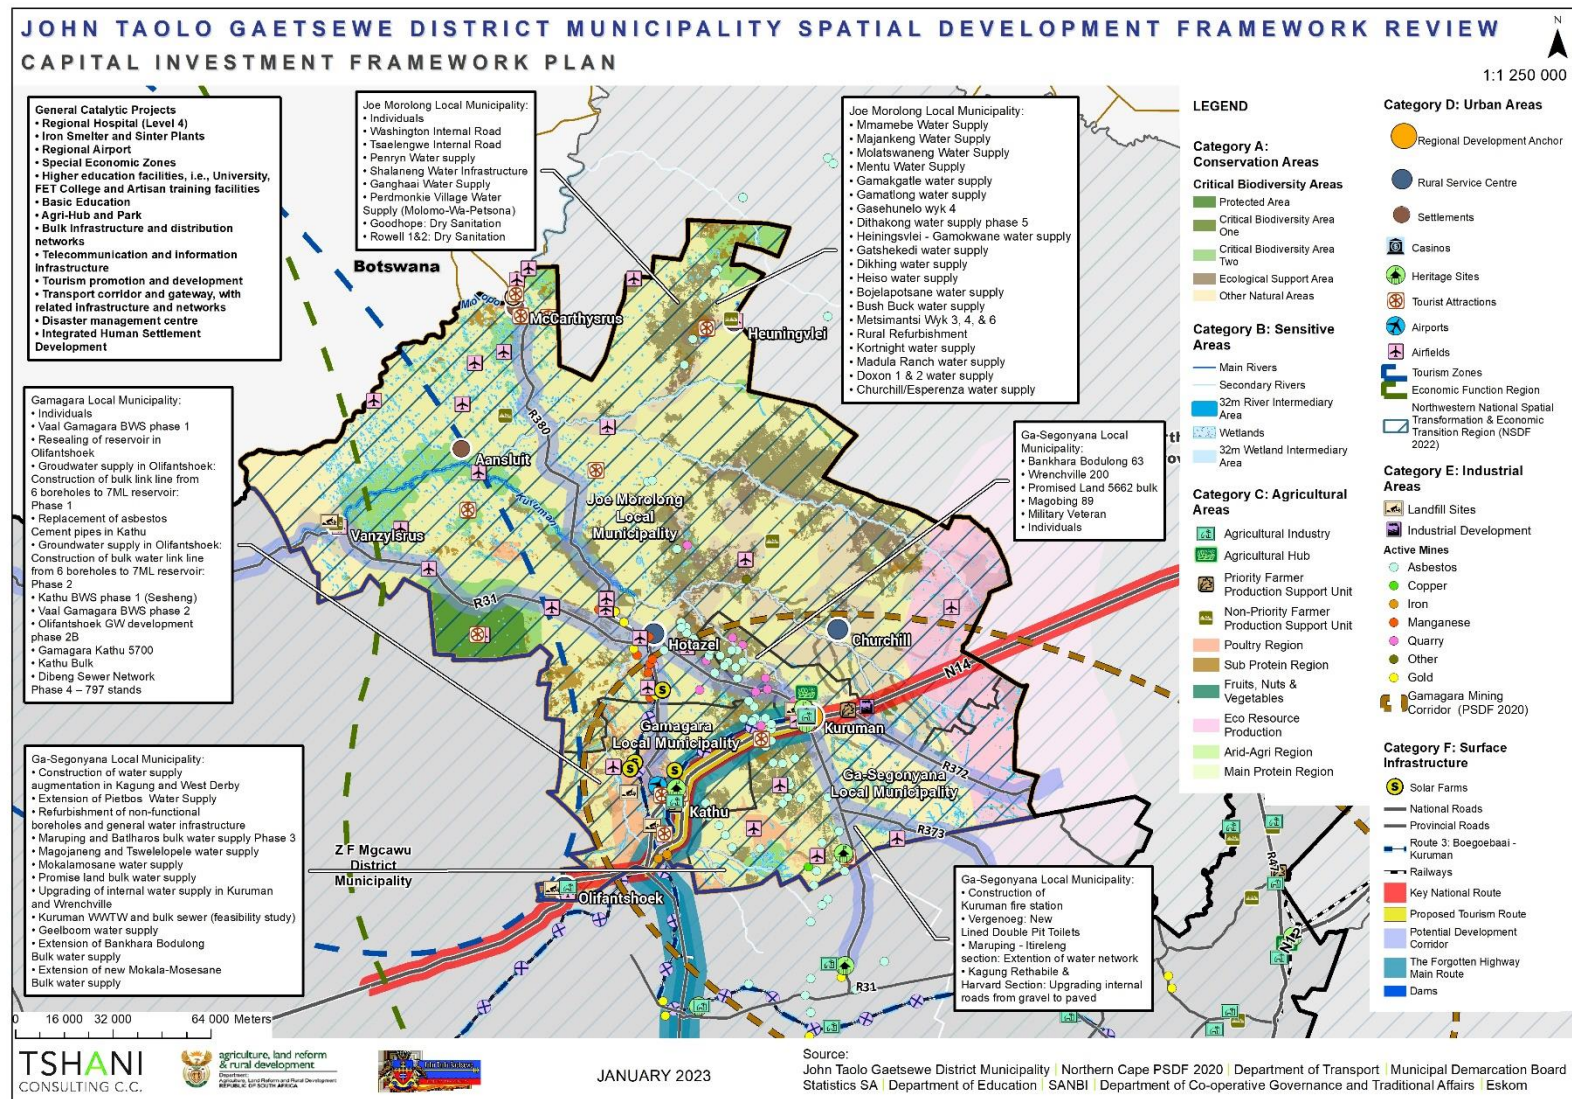 JOHN TAOLO GAETSEWE DISTRICT MUNICIPALITY SPATIAL DEVELOPMENT FRAMEWORK REVIEW
CAPITAL INVESTMENT FRAMEWORK PLAN
N
1:1 250 000
General Catalytic Projects
• Regional Hospital (Level 4)
• Iron Smelter and Sinter Plants
• Regional Airport
• Special Economic Zones
• Higher education facilities, i.e., University,
FET College and Artisan training facilities
• Basic Education
• Agri-Hub and Park
• Bulk Infrastructure and distribution
networks
• Telecommunication and information
Infrastructure
• Tourism promotion and development
• Transport corridor and gateway, with
related Infrastructure and networks
• Disaster management centre
• Integrated Human Settlement
Development
Joe Morolong Local Municipality:
• Individuals
• Washington Internal Road
• Tsaelengwe Internal Road
• Penryn Water supply
• Shalaneng Water Infrastructure
• Ganghaai Water Supply
• Perdmonkie Village Water
Supply (Molomo-Wa-Petsona)
• Goodhope: Dry Sanitation
• Rowell 1&2: Dry Sanitation
Joe Morolong Local Municipality:
• Mmamebe Water Supply
• Majankeng Water Supply
• Molatswaneng Water Supply
• Mentu Water Supply
• Gamakgatle water supply
• Gamatlong water supply
• Gasehunelo wyk 4
• Dithakong water supply phase 5
• Heiningsvlei - Gamokwane water supply
• Gatshekedi water supply
• Dikhing water supply
• Heiso water supply
• Bojelapotsane water supply
• Bush Buck water supply
• Metsimantsi Wyk 3, 4, & 6
• Rural Refurbishment
• Kortnight water supply
• Madula Ranch water supply
• Doxon 1 & 2 water supply
• Churchill/Esperenza water supply
Gamagara Local Municipality:
• Individuals
• Vaal Gamagara BWS phase 1
• Resealing of reservoir in
Olifantshoek
• Groudwater supply in Olifantshoek:
Construction of bulk link line from
6 boreholes to 7ML reservoir:
Phase 1
• Replacement of asbestos
Cement pipes in Kathu
• Groundwater supply in Olifantshoek:
Construction of bulk water link line
from 6 boreholes to 7ML reservoir:
Phase 2
• Kathu BWS phase 1 (Sesheng)
• Vaal Gamagara BWS phase 2
• Olifantshoek GW development
phase 2B
• Gamagara Kathu 5700
• Kathu Bulk
• Dibeng Sewer Network
Phase 4 – 797 stands
Ga-Segonyana Local
Municipality:
• Bankhara Bodulong 63
• Wrenchville 200
• Promised Land 5662 bulk
• Magobing 89
• Military Veteran
• Individuals
Ga-Segonyana Local Municipality:
• Construction of water supply
augmentation in Kagung and West Derby
• Extension of Pietbos Water Supply
• Refurbishment of non-functional
boreholes and general water infrastructure
• Maruping and Batlharos bulk water supply Phase 3
• Magojaneng and Tswelelopele water supply
• Mokalamosane water supply
• Promise land bulk water supply
• Upgrading of internal water supply in Kuruman
and Wrenchville
• Kuruman WWTW and bulk sewer (feasibility study)
• Geelboom water supply
• Extension of Bankhara Bodulong
Bulk water supply
• Extension of new Mokala-Mosesane
Bulk water supply
Ga-Segonyana Local Municipality:
• Construction of
Kuruman fire station
• Vergenoeg: New
Lined Double Pit Toilets
• Maruping - Itireleng
section: Extention of water network
• Kagung Rethabile &
Harvard Section: Upgrading internal
roads from gravel to paved
Botswana
Molopo
McCarthysrus
Heuningvlei
R380
Aansluit
Kuruman
Joe Morolong
Local
Municipality
Vanzylsrus
R31
Hotazel
Churchill
N14
Gamagara
Local Municipality
Kuruman
R372
Ga-Segonyana
Local Municipality
Kathu
R373
Z F Mgcawu
District
Municipality
Olifantshoek
R31
N12
LEGEND
Category A:
Conservation Areas
Critical Biodiversity Areas
Protected Area
Critical Biodiversity Area
One
Critical Biodiversity Area
Two
Ecological Support Area
Other Natural Areas
Category B: Sensitive
Areas
Main Rivers
Secondary Rivers
32m River Intermediary
Area
Wetlands
32m Wetland Intermediary
Area
Category C: Agricultural
Areas
Agricultural Industry
Agricultural Hub
Priority Farmer
Production Support Unit
Non-Priority Farmer
Production Support Unit
Poultry Region
Sub Protein Region
Fruits, Nuts &
Vegetables
Eco Resource
Production
Arid-Agri Region
Main Protein Region
Category D: Urban Areas
Regional Development Anchor
Rural Service Centre
Settlements
Casinos
Heritage Sites
Tourist Attractions
Airports
Airfields
Tourism Zones
Economic Function Region
Northwestern National Spatial
Transformation & Economic
Transition Region (NSDF
2022)
Category E: Industrial
Areas
Landfill Sites
Industrial Development
Active Mines
Asbestos
Copper
Iron
Manganese
Quarry
Other
Gold
Gamagara Mining
Corridor (PSDF 2020)
Category F: Surface
Infrastructure
Solar Farms
National Roads
Provincial Roads
Route 3: Boegoebaai -
Kuruman
Railways
Key National Route
Proposed Tourism Route
Potential Development
Corridor
The Forgotten Highway
Main Route
Dams
0 16 000 32 000 64 000 Meters
TSHANI
CONSULTING C.C.
agriculture, land reform
& rural development
Department:
Agriculture, Land Reform and Rural Development
REPUBLIC OF SOUTH AFRICA
JANUARY 2023
Source:
John Taolo Gaetsewe District Municipality | Northern Cape PSDF 2020 | Department of Transport | Municipal Demarcation Board
Statistics SA | Department of Education | SANBI | Department of Co-operative Governance and Traditional Affairs | Eskom